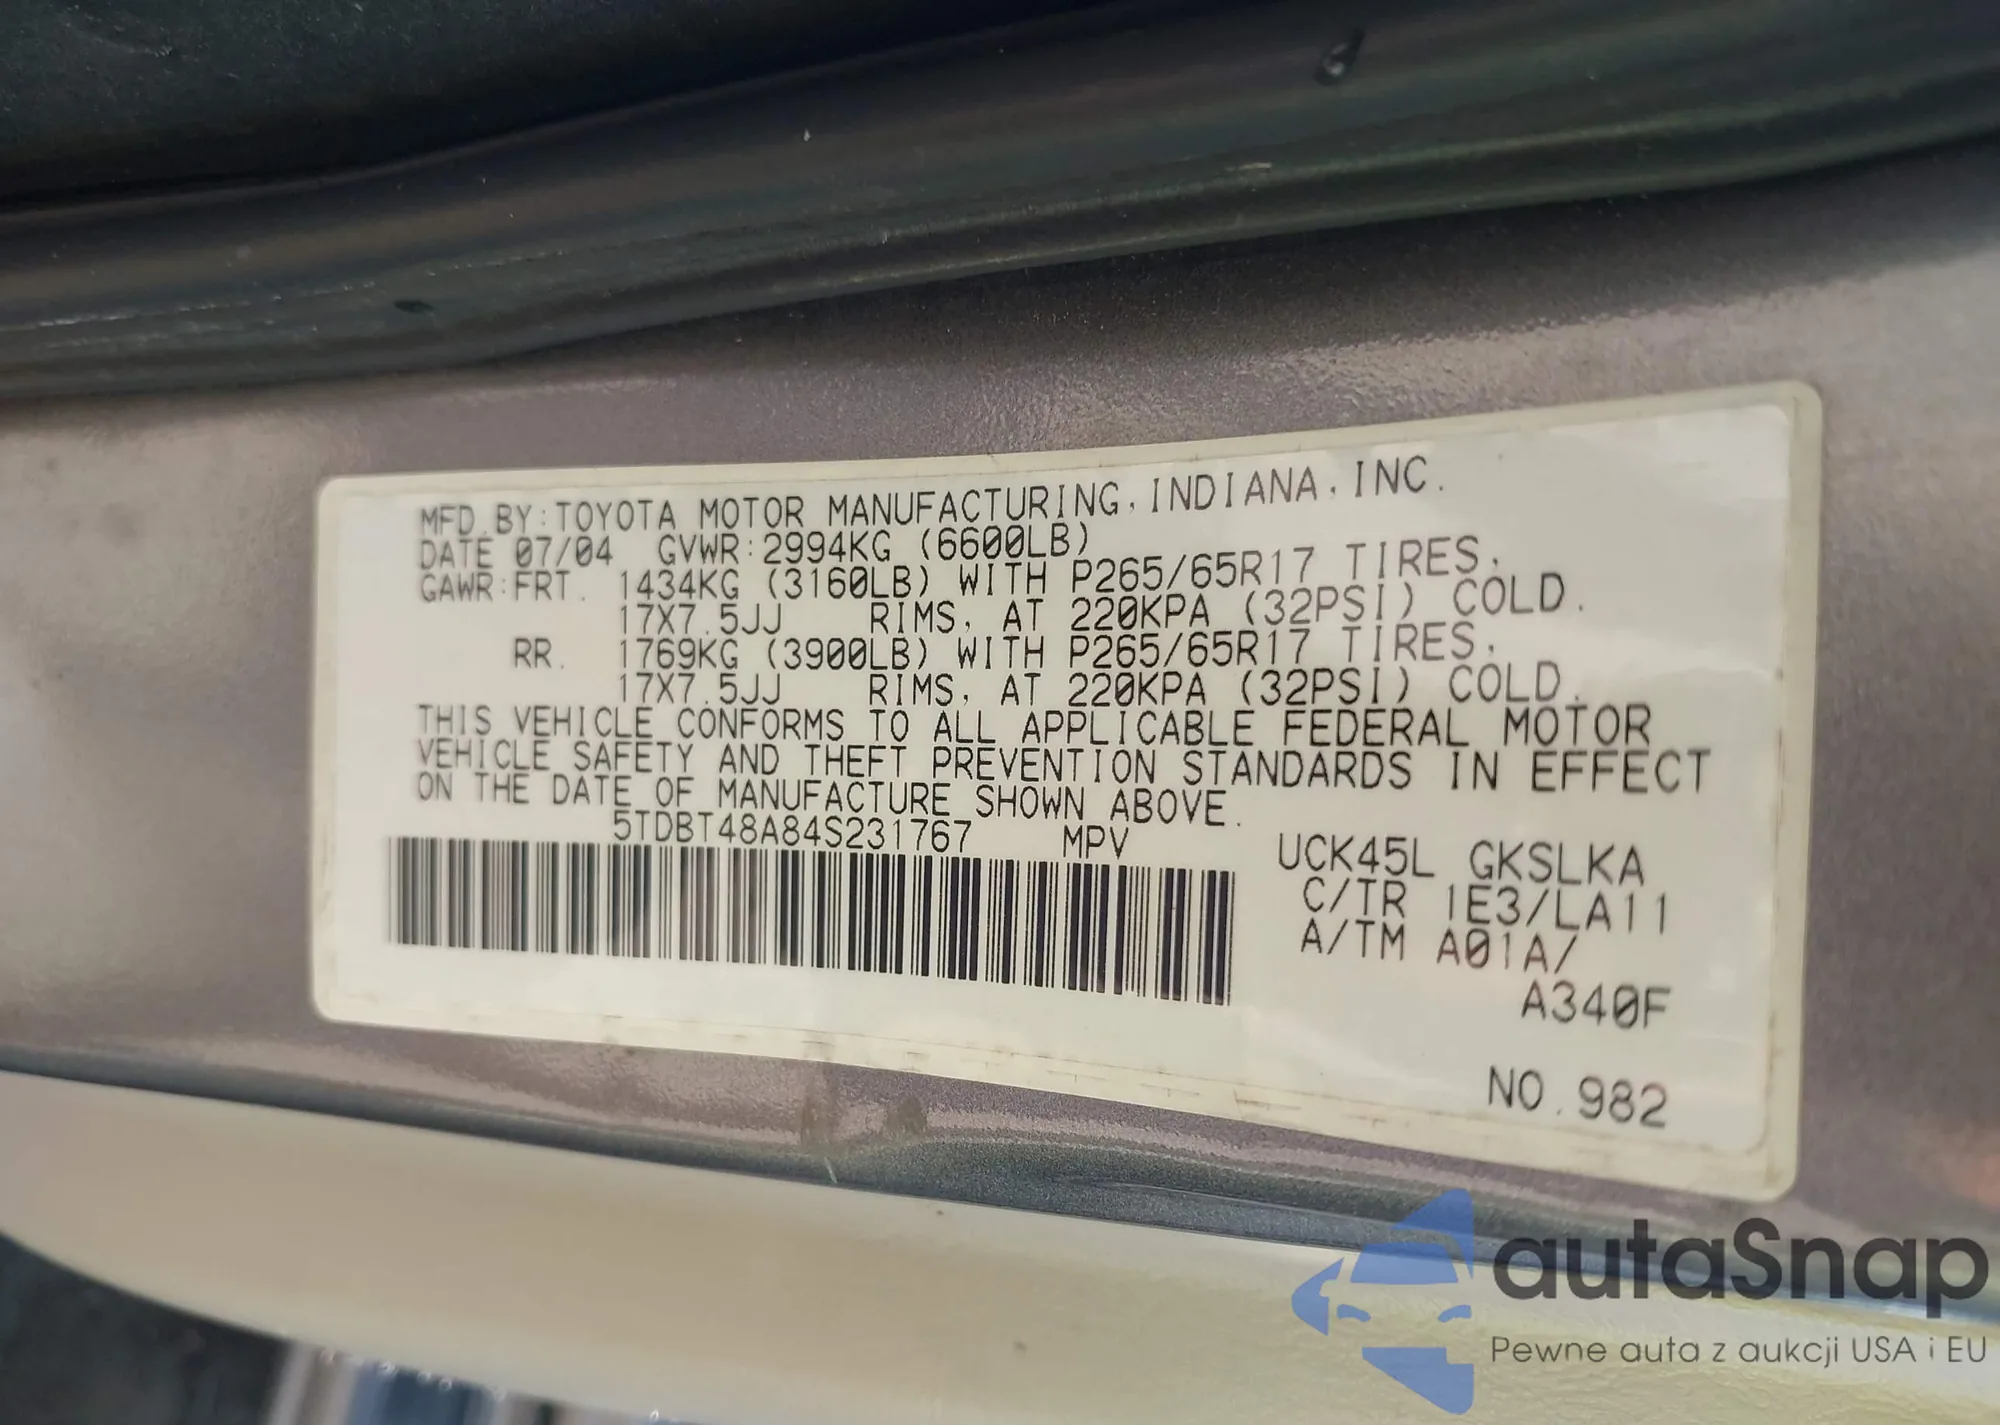 MFD.BY:TOYOTA MOTOR MANUFACTURING,INDIANA,INC.
DATE 07/04 GVWR:2994KG (6600LB)
GAWR:FRT. 1434KG (3160LB) WITH P265/65R17 TIRES,
17X7.5JJ RIMS, AT 220KPA (32PSI) COLD.
RR. 1769KG (3900LB) WITH P265/65R17 TIRES,
17X7.5JJ RIMS, AT 220KPA (32PSI) COLD.
THIS VEHICLE CONFORMS TO ALL APPLICABLE FEDERAL MOTOR
VEHICLE SAFETY AND THEFT PREVENTION STANDARDS IN EFFECT
ON THE DATE OF MANUFACTURE SHOWN ABOVE.
5TDBT48A84S231767 MPV
UCK45L GKSLKA
C/TR 1E3/LA11
A/TM A01A/
A340F
NO.982
autaSnap
Pewne auta z aukcji USA i EU